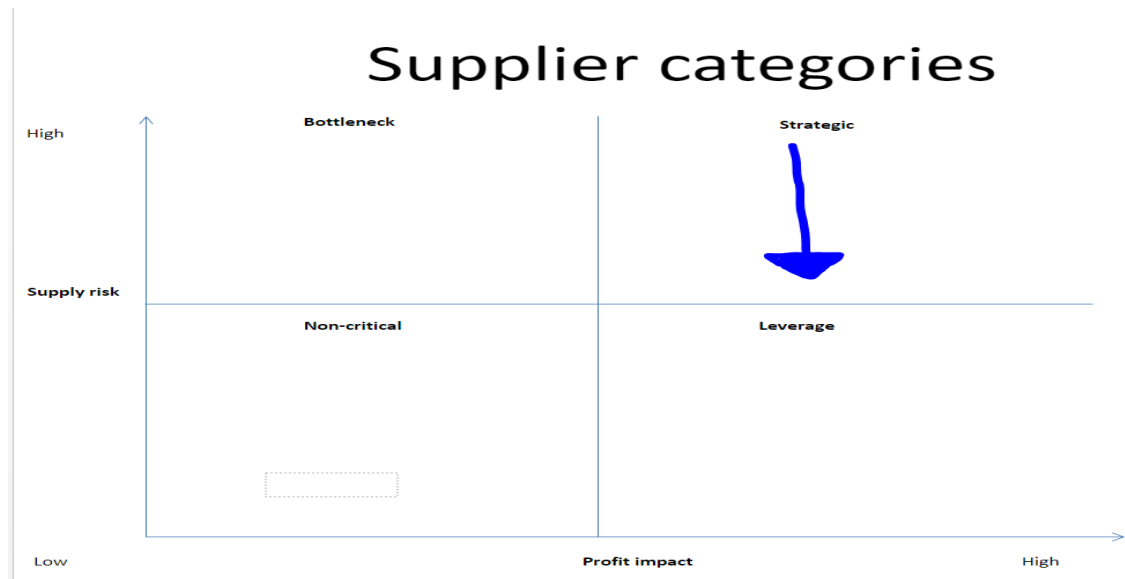 Supplier categories
High
Bottleneck
Strategic
Supply risk
Non-critical
Leverage
Low
Profit impact
High